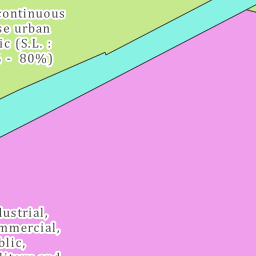 continuous
se urban
ic (S.L. :
- 80%)
dustrial,
mmercial,
blic,